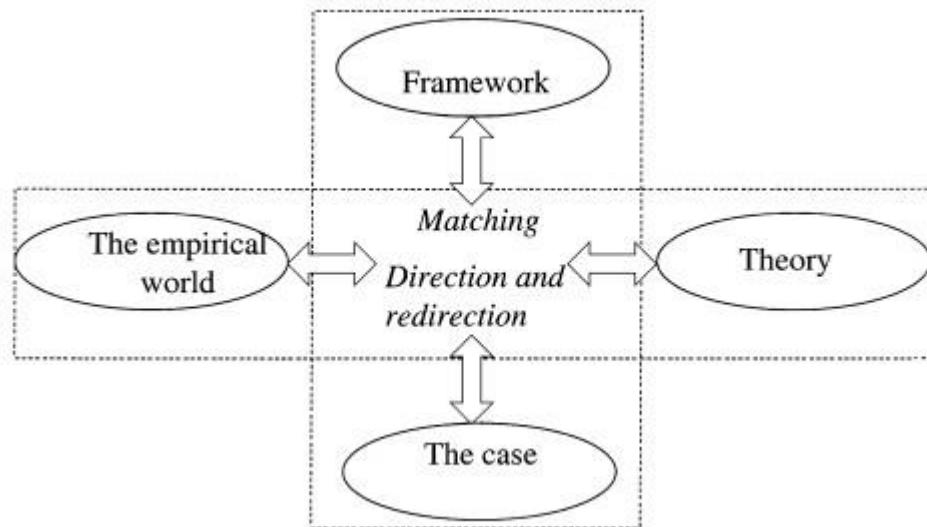 Framework
Matching
The empirical
world
Direction and
redirection
Theory
The case